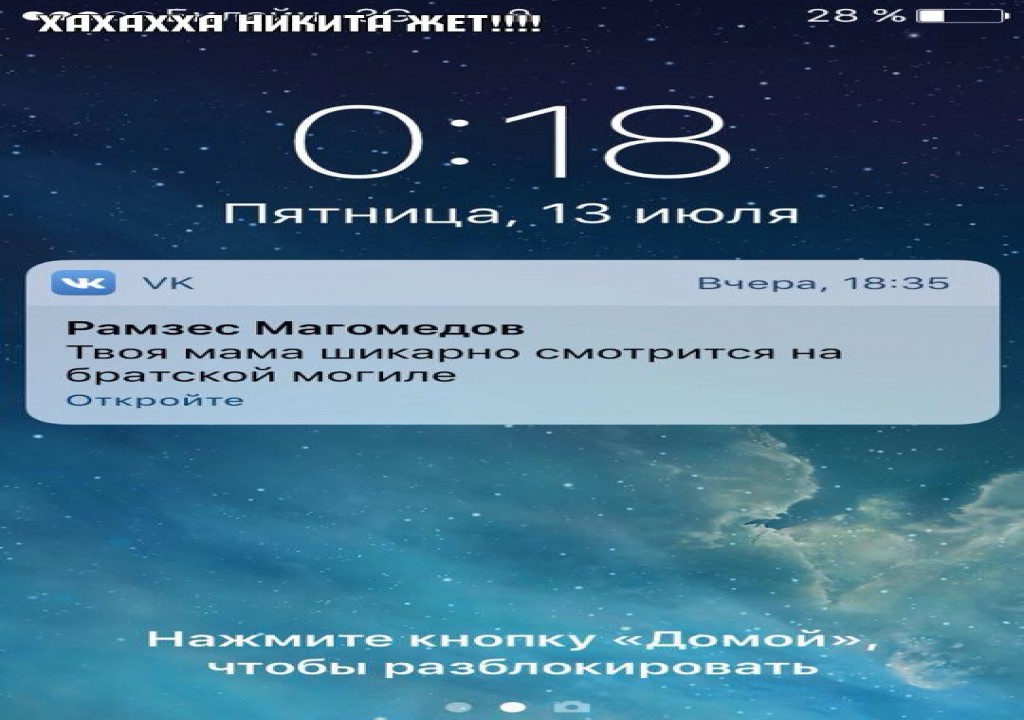 ХАХАХХА НИКИТА ЖЕТ!!!!
28 %
0:18
Пятница, 13 июля
VK
Вчера, 18:35
Рамзес Магомедов
Твоя мама шикарно смотрится на
братской могиле
Откройте
Нажмите кнопку «Домой»,
чтобы разблокировать